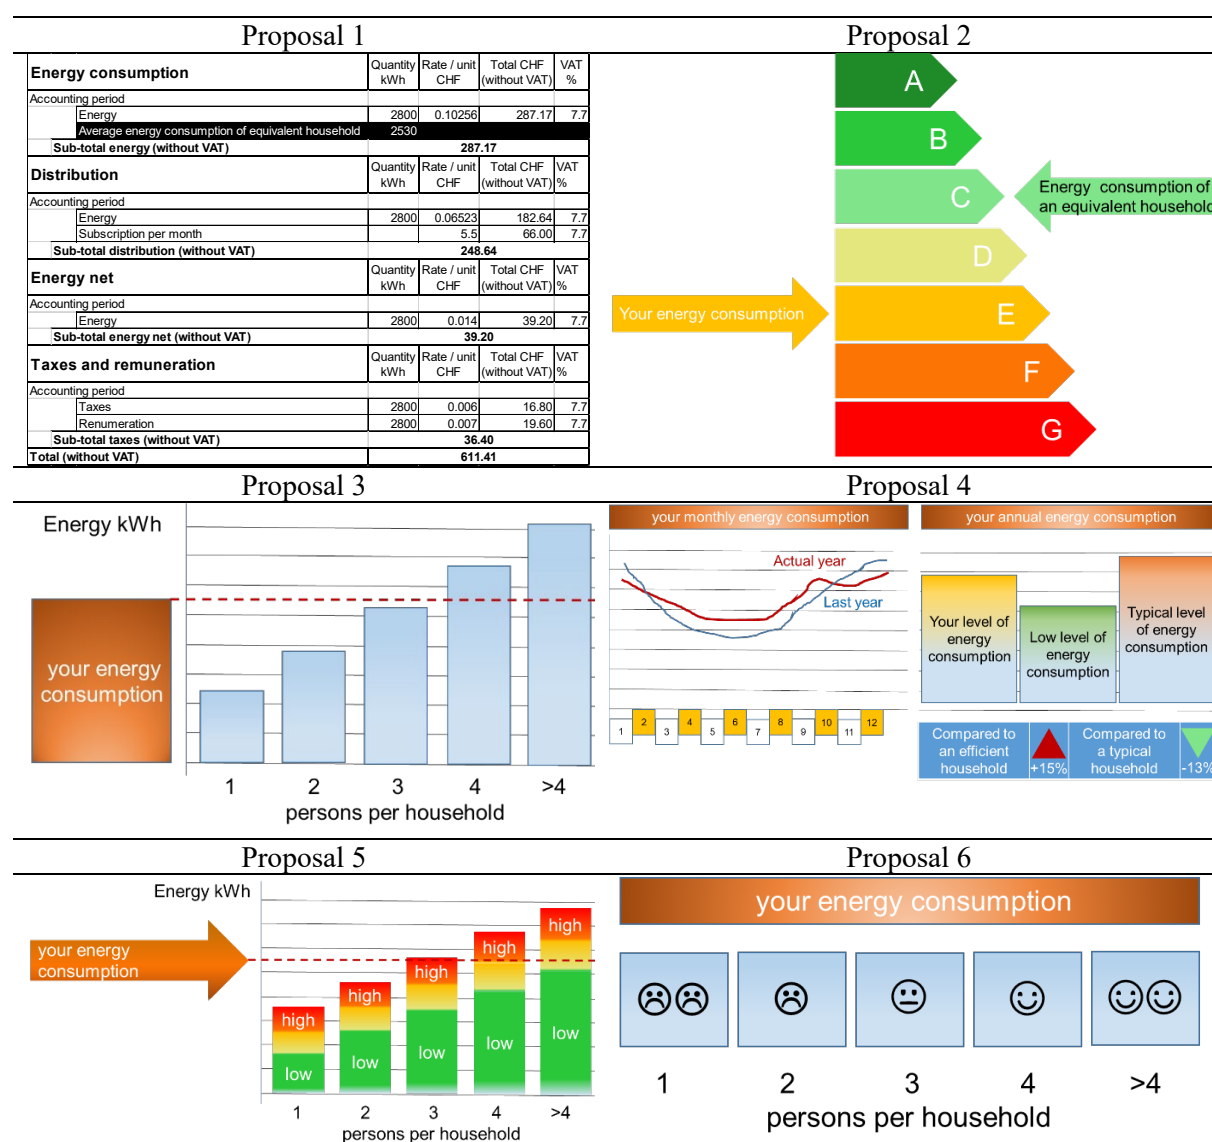 Proposal 1
Energy consumption
Quantity kWh
Rate / unit CHF
Total CHF (without VAT)
VAT %
Accounting period
Energy 2800 0.10256 287.17 7.7
Average energy consumption of equivalent household 2530
Sub-total energy (without VAT) 287.17
Distribution
Quantity kWh
Rate / unit CHF
Total CHF (without VAT)
VAT %
Accounting period
Energy 2800 0.06523 182.64 7.7
Subscription per month 5.5 66.00 7.7
Sub-total distribution (without VAT) 248.64
Energy net
Quantity kWh
Rate / unit CHF
Total CHF (without VAT)
VAT %
Accounting period
Energy 2800 0.014 39.20 7.7
Sub-total energy net (without VAT) 39.20
Taxes and remuneration
Quantity kWh
Rate / unit CHF
Total CHF (without VAT)
VAT %
Accounting period
Taxes 2800 0.006 16.80 7.7
Renumeration 2800 0.007 19.60 7.7
Sub-total taxes (without VAT) 36.40
Total (without VAT) 611.41
Proposal 2
A
B
C
D
E
F
G
Energy consumption of
an equivalent household
Your energy consumption
Proposal 3
Energy kWh
your energy
consumption
1 2 3 4 >4
persons per household
Proposal 4
your monthly energy consumption
Actual year
Last year
1 2 3 4 5 6 7 8 9 10 11 12
your annual energy consumption
Your level of
energy
consumption
Low level of
energy
consumption
Typical level
of energy
consumption
Compared to
an efficient
household
+15%
Compared to
a typical
household
-13%
Proposal 5
Energy kWh
your energy
consumption
high
low
high
low
high
low
high
low
high
low
1 2 3 4 >4
persons per household
Proposal 6
your energy consumption
1 2 3 4 >4
persons per household